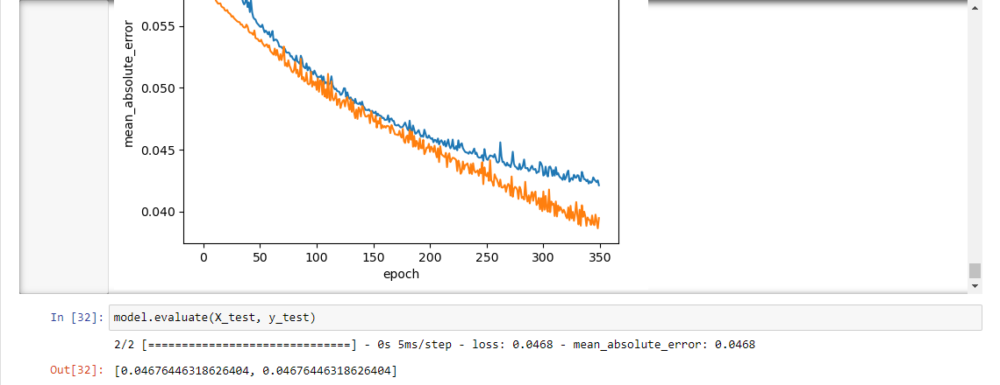 0.055
0.050
0.045
0.040
mean_absolute_error
0 50 100 150 200 250 300 350
epoch
In [32]: model.evaluate(X_test, y_test)
2/2 [==============================] - 0s 5ms/step - loss: 0.0468 - mean_absolute_error: 0.0468
Out[32]: [0.04676446318626404, 0.04676446318626404]